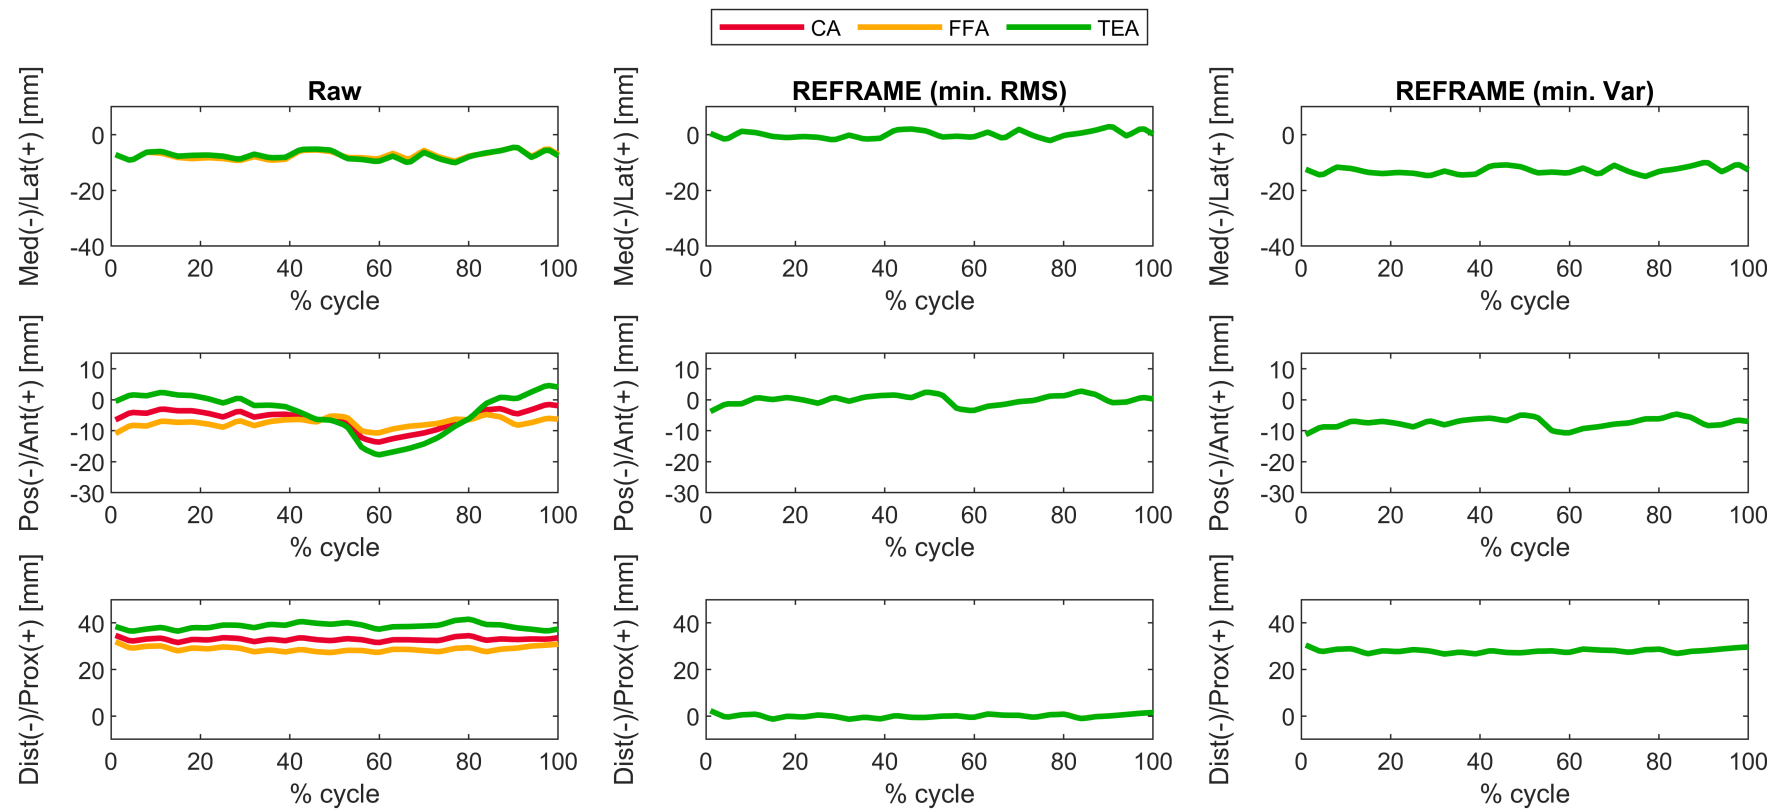 CA FFA TEA
Raw REFRAME (min. RMS) REFRAME (min. Var)
Med(-)/Lat(+) [mm]
0
-20
-40
0 20 40 60 80 100
% cycle
Med(-)/Lat(+) [mm]
0
-20
-40
0 20 40 60 80 100
% cycle
Med(-)/Lat(+) [mm]
0
-20
-40
0 20 40 60 80 100
% cycle
Pos(-)/Ant(+) [mm]
10
0
-10
-20
-30
0 20 40 60 80 100
% cycle
Pos(-)/Ant(+) [mm]
10
0
-10
-20
-30
0 20 40 60 80 100
% cycle
Pos(-)/Ant(+) [mm]
10
0
-10
-20
-30
0 20 40 60 80 100
% cycle
Dist(-)/Prox(+) [mm]
40
20
0
0 20 40 60 80 100
% cycle
Dist(-)/Prox(+) [mm]
40
20
0
0 20 40 60 80 100
% cycle
Dist(-)/Prox(+) [mm]
40
20
0
0 20 40 60 80 100
% cycle